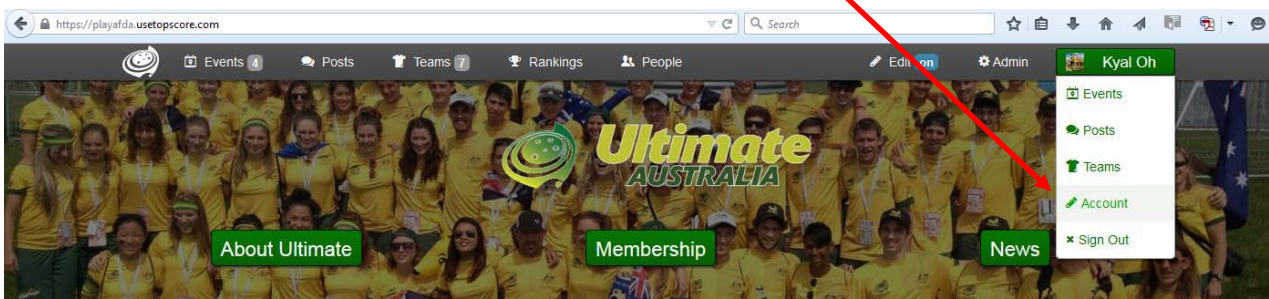 https://playafda.usetopscore.com
Search
Events 4
Posts
Teams 7
Rankings
People
Edit on
Admin
Kyal Oh
Events
Posts
Teams
Account
Sign Out
Ultimate
AUSTRALIA
About Ultimate
Membership
News